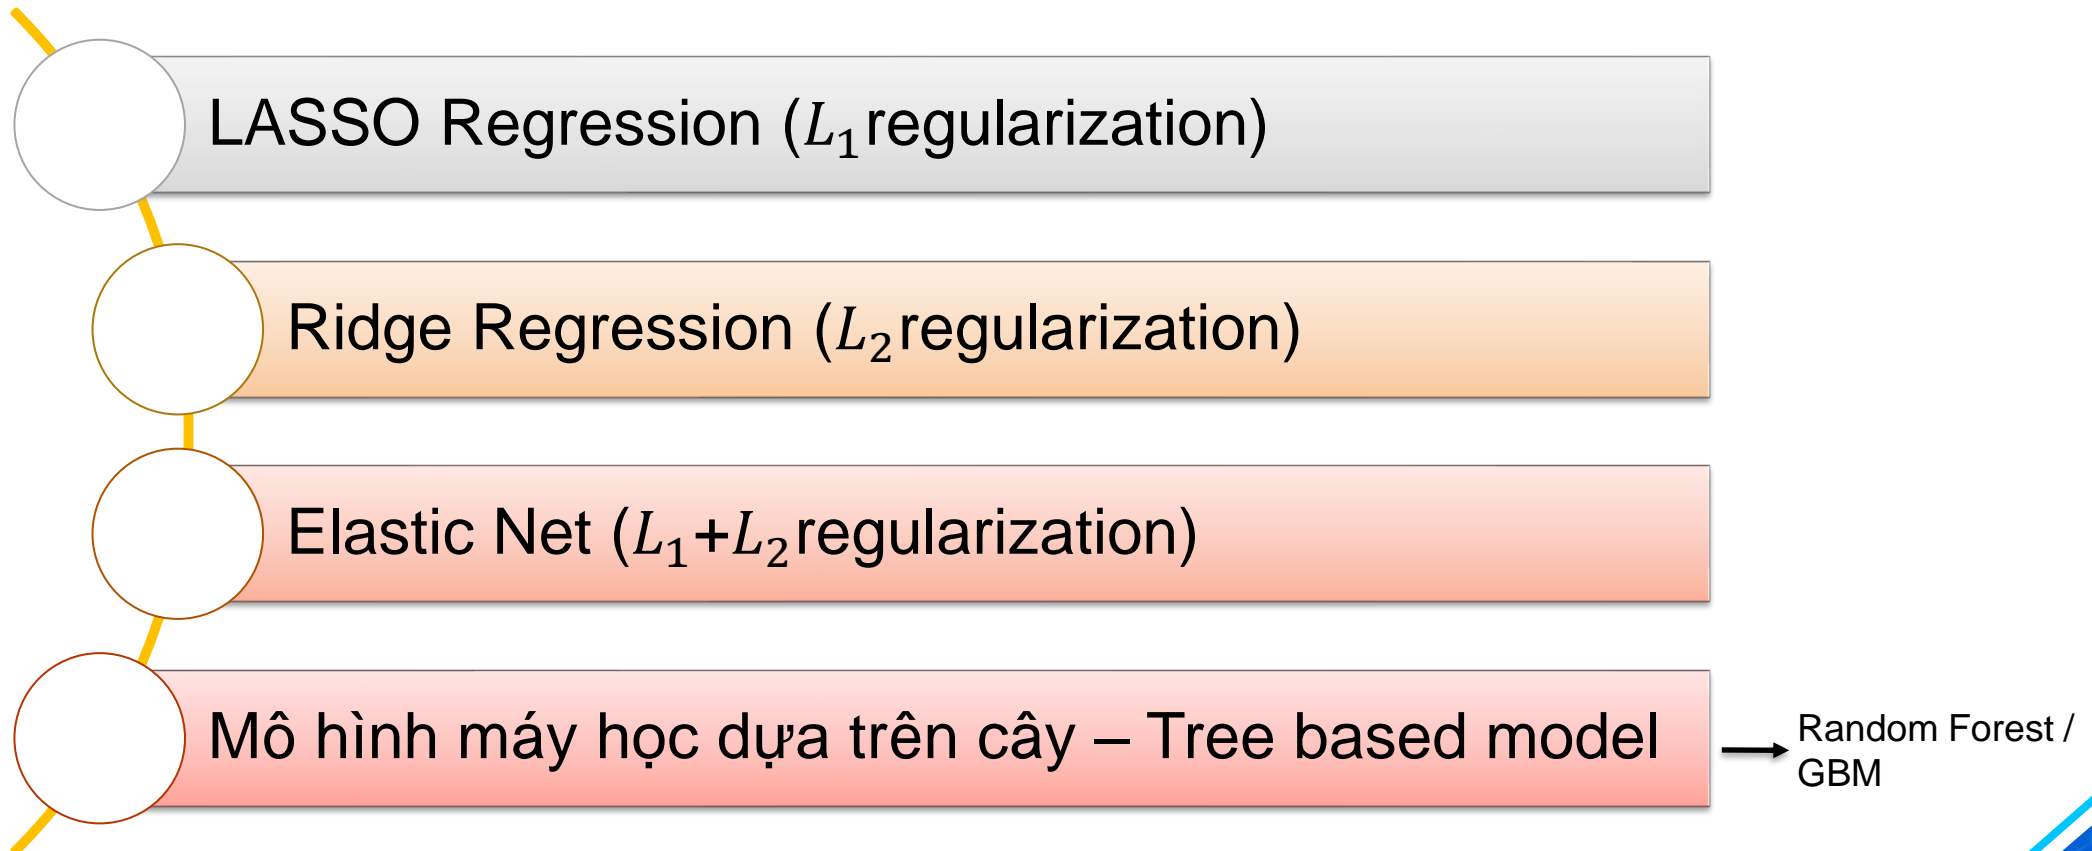 LASSO Regression (𝐿₁regularization)
Ridge Regression (𝐿₂regularization)
Elastic Net (𝐿₁+𝐿₂regularization)
Mô hình máy học dựa trên cây – Tree based model
Random Forest /
GBM